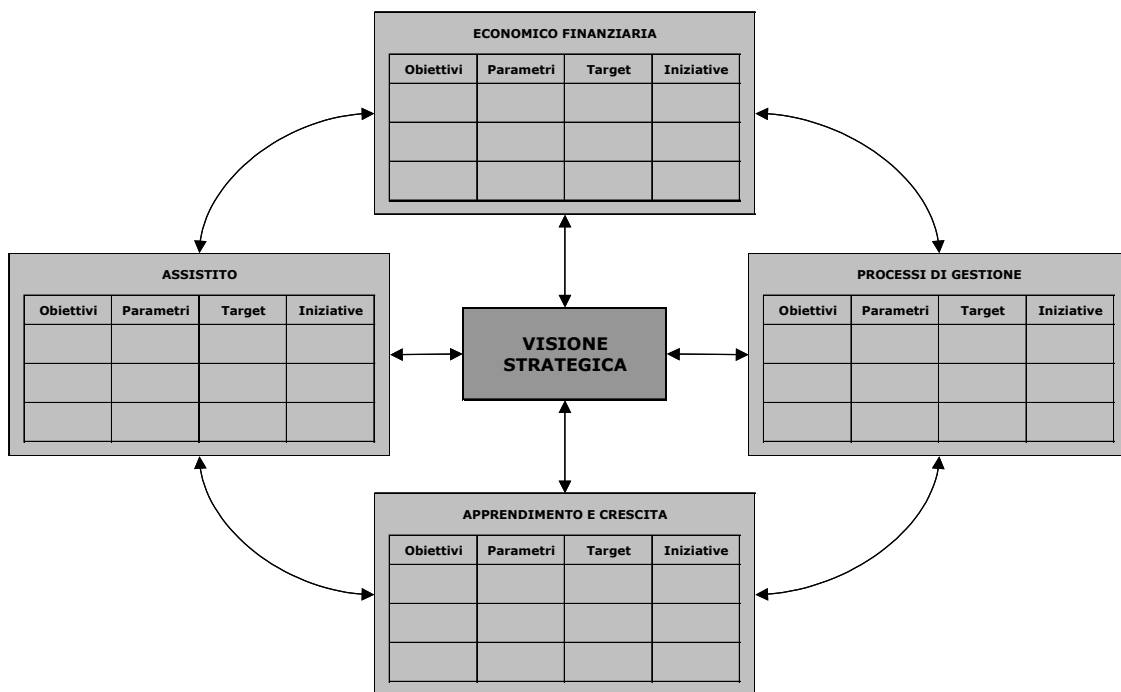 ECONOMICO FINANZIARIA
Obiettivi Parametri Target Iniziative
ASSISTITO
Obiettivi Parametri Target Iniziative
VISIONE
STRATEGICA
PROCESSI DI GESTIONE
Obiettivi Parametri Target Iniziative
APPRENDIMENTO E CRESCITA
Obiettivi Parametri Target Iniziative